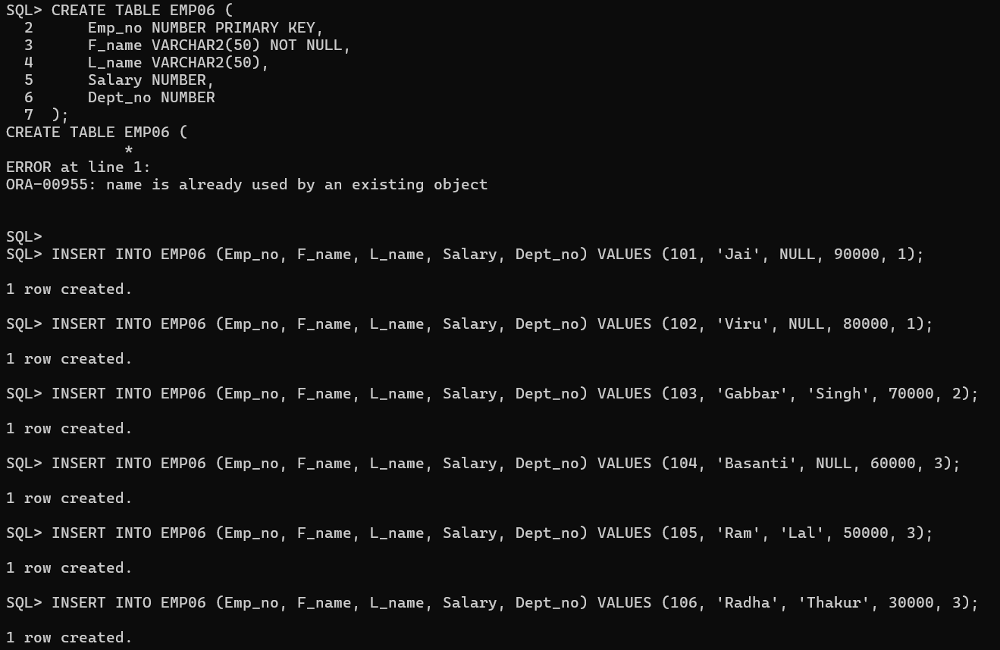 SQL> CREATE TABLE EMP06 (
  2      Emp_no NUMBER PRIMARY KEY,
  3      F_name VARCHAR2(50) NOT NULL,
  4      L_name VARCHAR2(50),
  5      Salary NUMBER,
  6      Dept_no NUMBER
  7  );
CREATE TABLE EMP06 (
             *
ERROR at line 1:
ORA-00955: name is already used by an existing object
SQL>
SQL> INSERT INTO EMP06 (Emp_no, F_name, L_name, Salary, Dept_no) VALUES (101, 'Jai', NULL, 90000, 1);
1 row created.
SQL> INSERT INTO EMP06 (Emp_no, F_name, L_name, Salary, Dept_no) VALUES (102, 'Viru', NULL, 80000, 1);
1 row created.
SQL> INSERT INTO EMP06 (Emp_no, F_name, L_name, Salary, Dept_no) VALUES (103, 'Gabbar', 'Singh', 70000, 2);
1 row created.
SQL> INSERT INTO EMP06 (Emp_no, F_name, L_name, Salary, Dept_no) VALUES (104, 'Basanti', NULL, 60000, 3);
1 row created.
SQL> INSERT INTO EMP06 (Emp_no, F_name, L_name, Salary, Dept_no) VALUES (105, 'Ram', 'Lal', 50000, 3);
1 row created.
SQL> INSERT INTO EMP06 (Emp_no, F_name, L_name, Salary, Dept_no) VALUES (106, 'Radha', 'Thakur', 30000, 3);
1 row created.